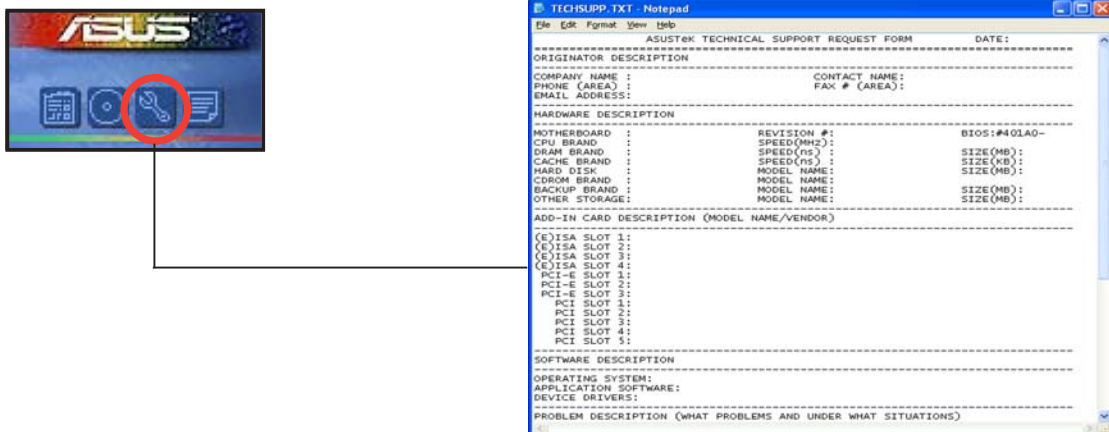 ASUS
TECHSUPP.TXT - Notepad
File Edit Format View Help
ASUSTeK TECHNICAL SUPPORT REQUEST FORM DATE:
ORIGINATOR DESCRIPTION
COMPANY NAME : CONTACT NAME:
PHONE (AREA) : FAX # (AREA):
EMAIL ADDRESS:
HARDWARE DESCRIPTION
MOTHERBOARD : REVISION #: BIOS:#401A0-
CPU BRAND : SPEED(MHZ):
DRAM BRAND : SPEED(ns) : SIZE(MB):
CACHE BRAND : SPEED(ns) : SIZE(KB):
HARD DISK : MODEL NAME: SIZE(MB):
CDROM BRAND : MODEL NAME:
BACKUP BRAND : MODEL NAME: SIZE(MB):
OTHER STORAGE: MODEL NAME: SIZE(MB):
ADD-IN CARD DESCRIPTION (MODEL NAME/VENDOR)
(E)ISA SLOT 1:
(E)ISA SLOT 2:
(E)ISA SLOT 3:
(E)ISA SLOT 4:
PCI-E SLOT 1:
PCI-E SLOT 2:
PCI-E SLOT 3:
PCI SLOT 1:
PCI SLOT 2:
PCI SLOT 3:
PCI SLOT 4:
PCI SLOT 5:
SOFTWARE DESCRIPTION
OPERATING SYSTEM:
APPLICATION SOFTWARE:
DEVICE DRIVERS:
PROBLEM DESCRIPTION (WHAT PROBLEMS AND UNDER WHAT SITUATIONS)